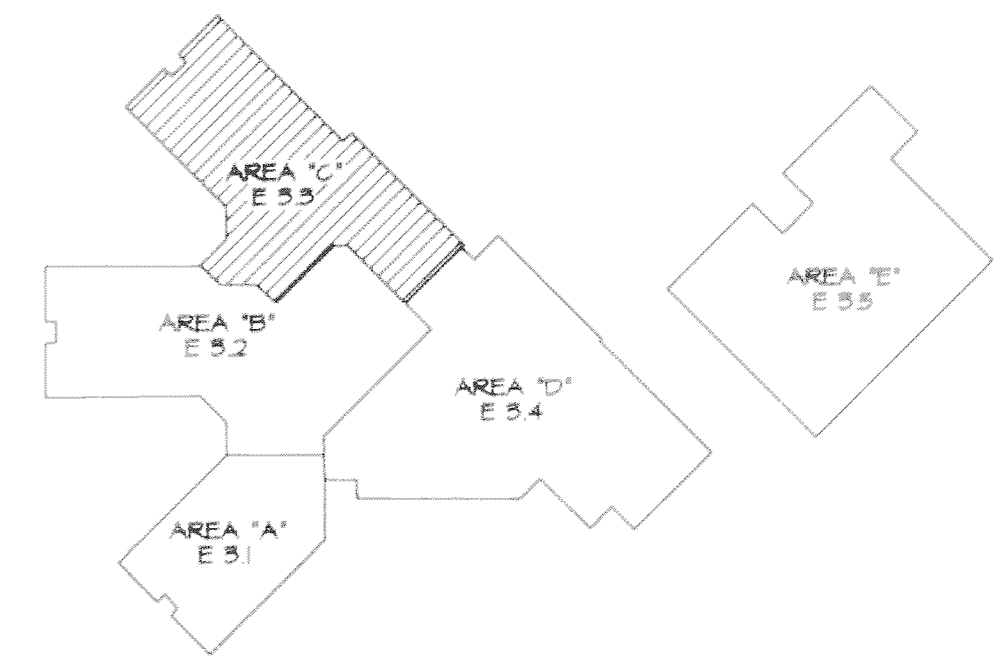 AREA "C"
E 3.3
AREA "E"
E 3.5
AREA "B"
E 3.2
AREA "D"
E 3.4
AREA "A"
E 3.1